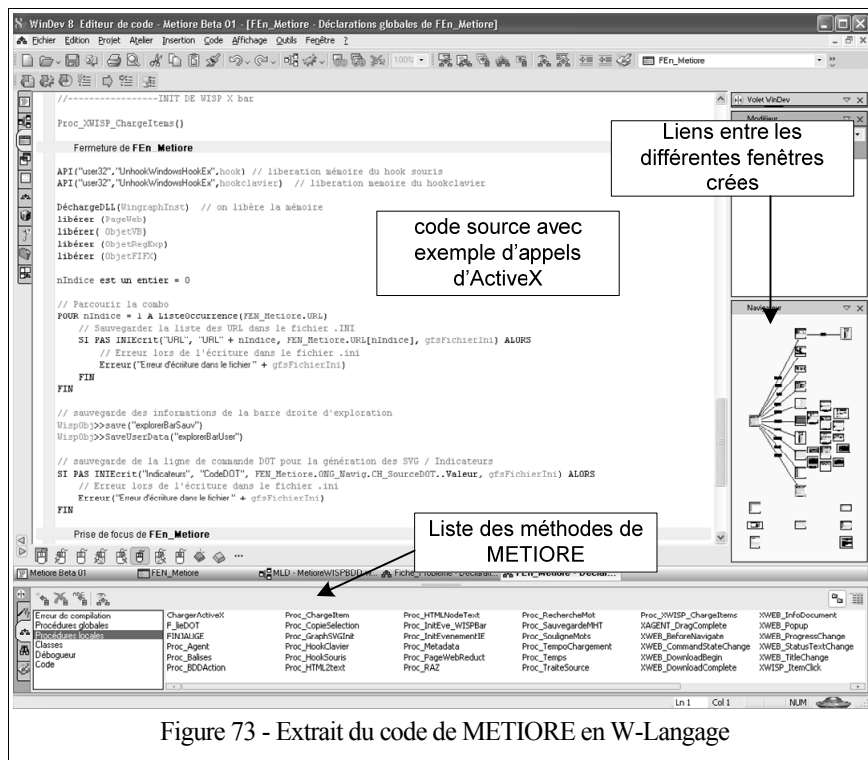 WinDev 8 Editeur de code - Metiore Beta 01 - [FEn_Metiore - Déclarations globales de FEn_Metiore]
Fichier Edition Projet Atelier Insertion Code Affichage Outils Fenêtre ?
100%
FEn_Metiore
//-----------------INIT DE WISP X bar
Proc_XWISP_ChargeItems()
Fermeture de FEn_Metiore
API("user32","UnhookWindowsHookEx",hook) // liberation mémoire du hook souris
API("user32","UnhookWindowsHookEx",hookclavier) // liberation memoire du hookclavier
DéchargeDLL(WingraphInst) // on libère la mémoire
libérer (PageWeb)
libérer( ObjetVB)
libérer (ObjetRegExp)
libérer (ObjetFIFX)
nIndice est un entier = 0
// Parcourir la combo
POUR nIndice = 1 A ListeOccurrence(FEN_Metiore.URL)
// Sauvegarder la liste des URL dans le fichier .INI
SI PAS INIEcrit("URL", "URL" + nIndice, FEN_Metiore.URL[nIndice], gfsFichierIni) ALORS
// Erreur lors de l'écriture dans le fichier .ini
Erreur("Erreur d'écriture dans le fichier " + gfsFichierIni)
FIN
FIN
// sauvegarde des informations de la barre droite d'exploration
WispObj>>save("explorerBarSauv")
WispObj>>SaveUserData("explorerBarUser")
// sauvegarde de la ligne de commande DOT pour la génération des SVG / Indicateurs
SI PAS INIEcrit("Indicateurs", "CodeDOT", FEN_Metiore.ONG_Navig.CH_SourceDOT..Valeur, gfsFichierIni) ALORS
// Erreur lors de l'écriture dans le fichier .ini
Erreur("Erreur d'écriture dans le fichier " + gfsFichierIni)
FIN
Prise de focus de FEn_Metiore
Volet WinDev
Liens entre les
différentes fenêtres
crées
code source avec
exemple d'appels
d'ActiveX
Liste des méthodes de
METIORE
Metiore Beta 01 FEN_Metiore MLD - MetioreWISPBDD.w... Fiche_Probleme - Déclarati... FEn_Metiore - Déclar...
Erreur de compilation
Procédures globales
Procédures locales
Classes
Débogueur
Code
ChargerActiveX Proc_ChargeItem Proc_HTMLNodeText Proc_RechercheMot Proc_XWISP_ChargeItems XWEB_InfoDocument
F_lieDOT Proc_CopieSelection Proc_InitEve_WISPBar Proc_SauvegardeMHT XAGENT_DragComplete XWEB_Popup
FINJAUGE Proc_GraphSVGInit Proc_InitEvenementIE Proc_SouligneMots XWEB_BeforeNavigate XWEB_ProgressChange
Proc_Agent Proc_HookClavier Proc_Metadata Proc_TempoChargement XWEB_CommandStateChange XWEB_StatusTextChange
Proc_Balises Proc_HookSouris Proc_PageWebReduct Proc_Temps XWEB_DownloadBegin XWEB_TitleChange
Proc_BDDAction Proc_HTML2text Proc_RAZ Proc_TraiteSource XWEB_DownloadComplete XWISP_ItemClick
Ln 1 Col 1 NUM
Figure 73 - Extrait du code de METIORE en W-Langage